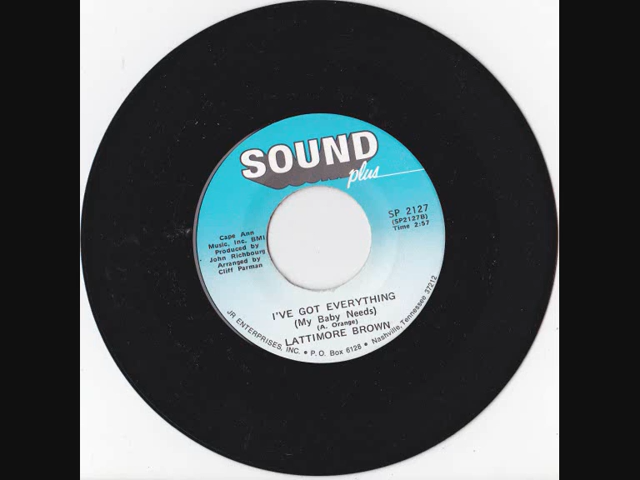 SOUND
plus
SP 2127
(SP2127B)
Time 2:57
Cape Ann
Music, Inc. BMI
Produced by
John Richbourg
Arranged by
Cliff Parman
I'VE GOT EVERYTHING
(My Baby Needs)
(A. Orange)
LATTIMORE BROWN
JR ENTERPRISES, INC. • P.O. Box 6128 • Nashville, Tennessee 37212